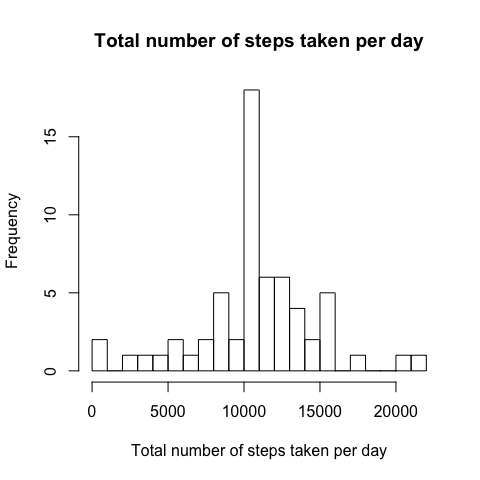 Total number of steps taken per day
Frequency
15
10
5
0
0 5000 10000 15000 20000
Total number of steps taken per day